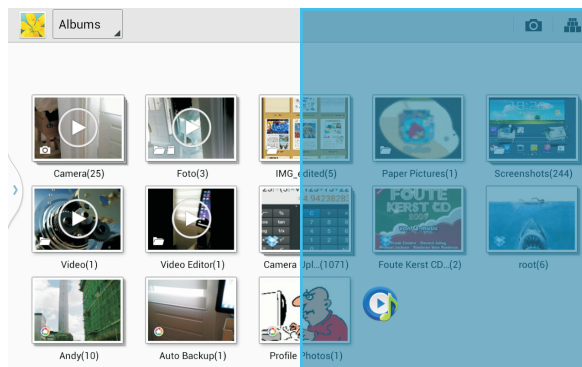 Albums
Camera(25)
Foto(3)
IMG_edited(5)
Paper Pictures(1)
Screenshots(244)
FOUTE
KERST CD
Video(1)
Video Editor(1)
Camera Upl...(1071)
Foute Kerst CD...(2)
root(6)
Andy(10)
Auto Backup(1)
Profile Photos(1)